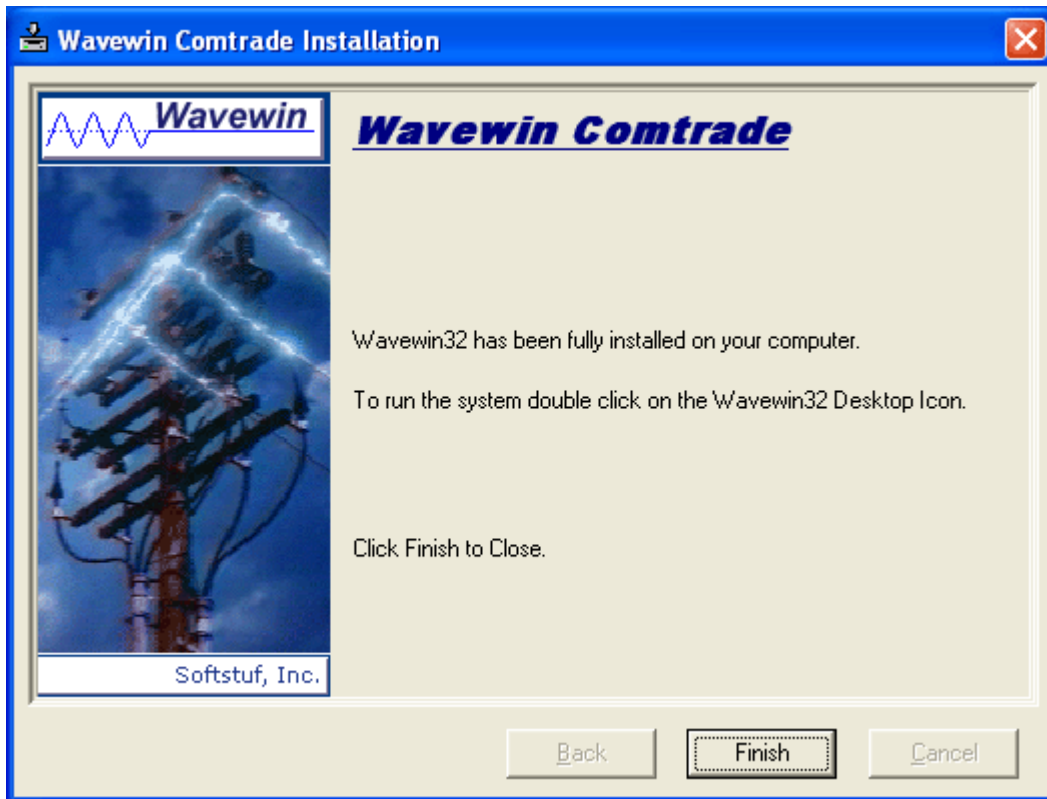 Wavewin Comtrade Installation
Wavewin
Wavewin Comtrade
Wavewin32 has been fully installed on your computer.
To run the system double click on the Wavewin32 Desktop Icon.
Click Finish to Close.
Softstuf, Inc.
Back
Finish
Cancel